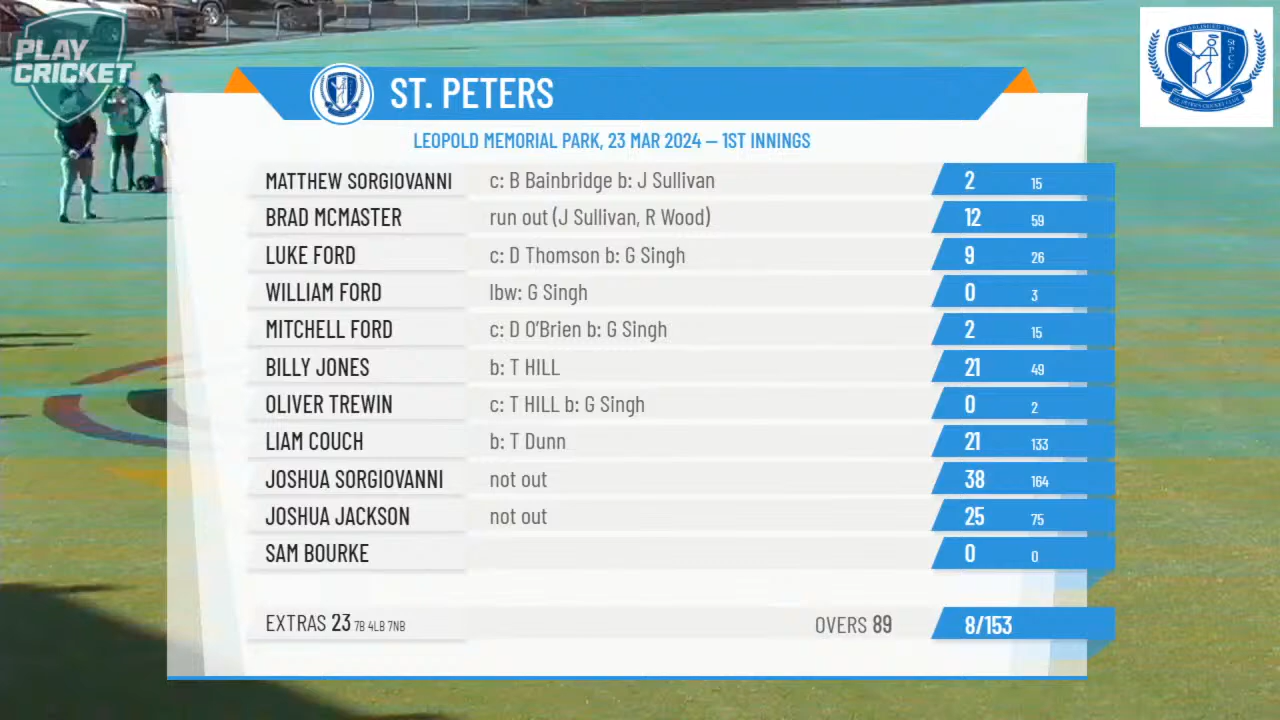 PLAY
CRICKET
ST. PETERS
LEOPOLD MEMORIAL PARK, 23 MAR 2024 – 1ST INNINGS
MATTHEW SORGIOVANNI c: B Bainbridge b: J Sullivan 2 15
BRAD MCMASTER run out (J Sullivan, R Wood) 12 59
LUKE FORD c: D Thomson b: G Singh 9 26
WILLIAM FORD lbw: G Singh 0 3
MITCHELL FORD c: D O'Brien b: G Singh 2 15
BILLY JONES b: T HILL 21 49
OLIVER TREWIN c: T HILL b: G Singh 0 2
LIAM COUCH b: T Dunn 21 133
JOSHUA SORGIOVANNI not out 38 164
JOSHUA JACKSON not out 25 75
SAM BOURKE 0 0
EXTRAS 23 7B 4LB 7NB OVERS 89 8/153